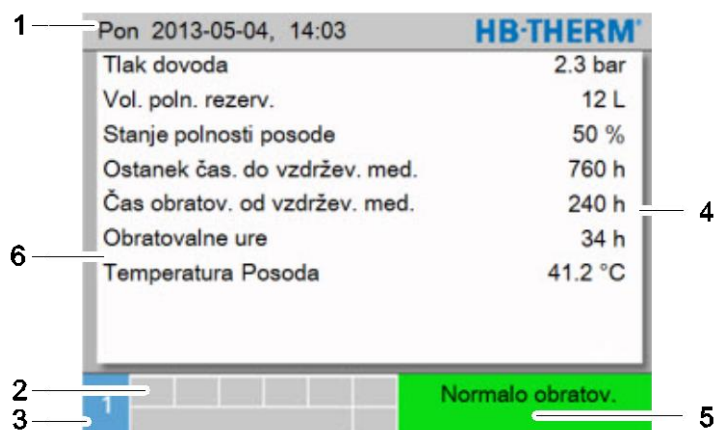 1 Pon 2013-05-04, 14:03 HB-THERM®
Tlak dovoda 2.3 bar
Vol. poln. rezerv. 12 L
Stanje polnosti posode 50 %
Ostanek čas. do vzdržev. med. 760 h
Čas obratov. od vzdržev. med. 240 h
4
Obratovalne ure 34 h
6
Temperatura Posoda 41.2 °C
2
1 Normalo obratov.
3 5